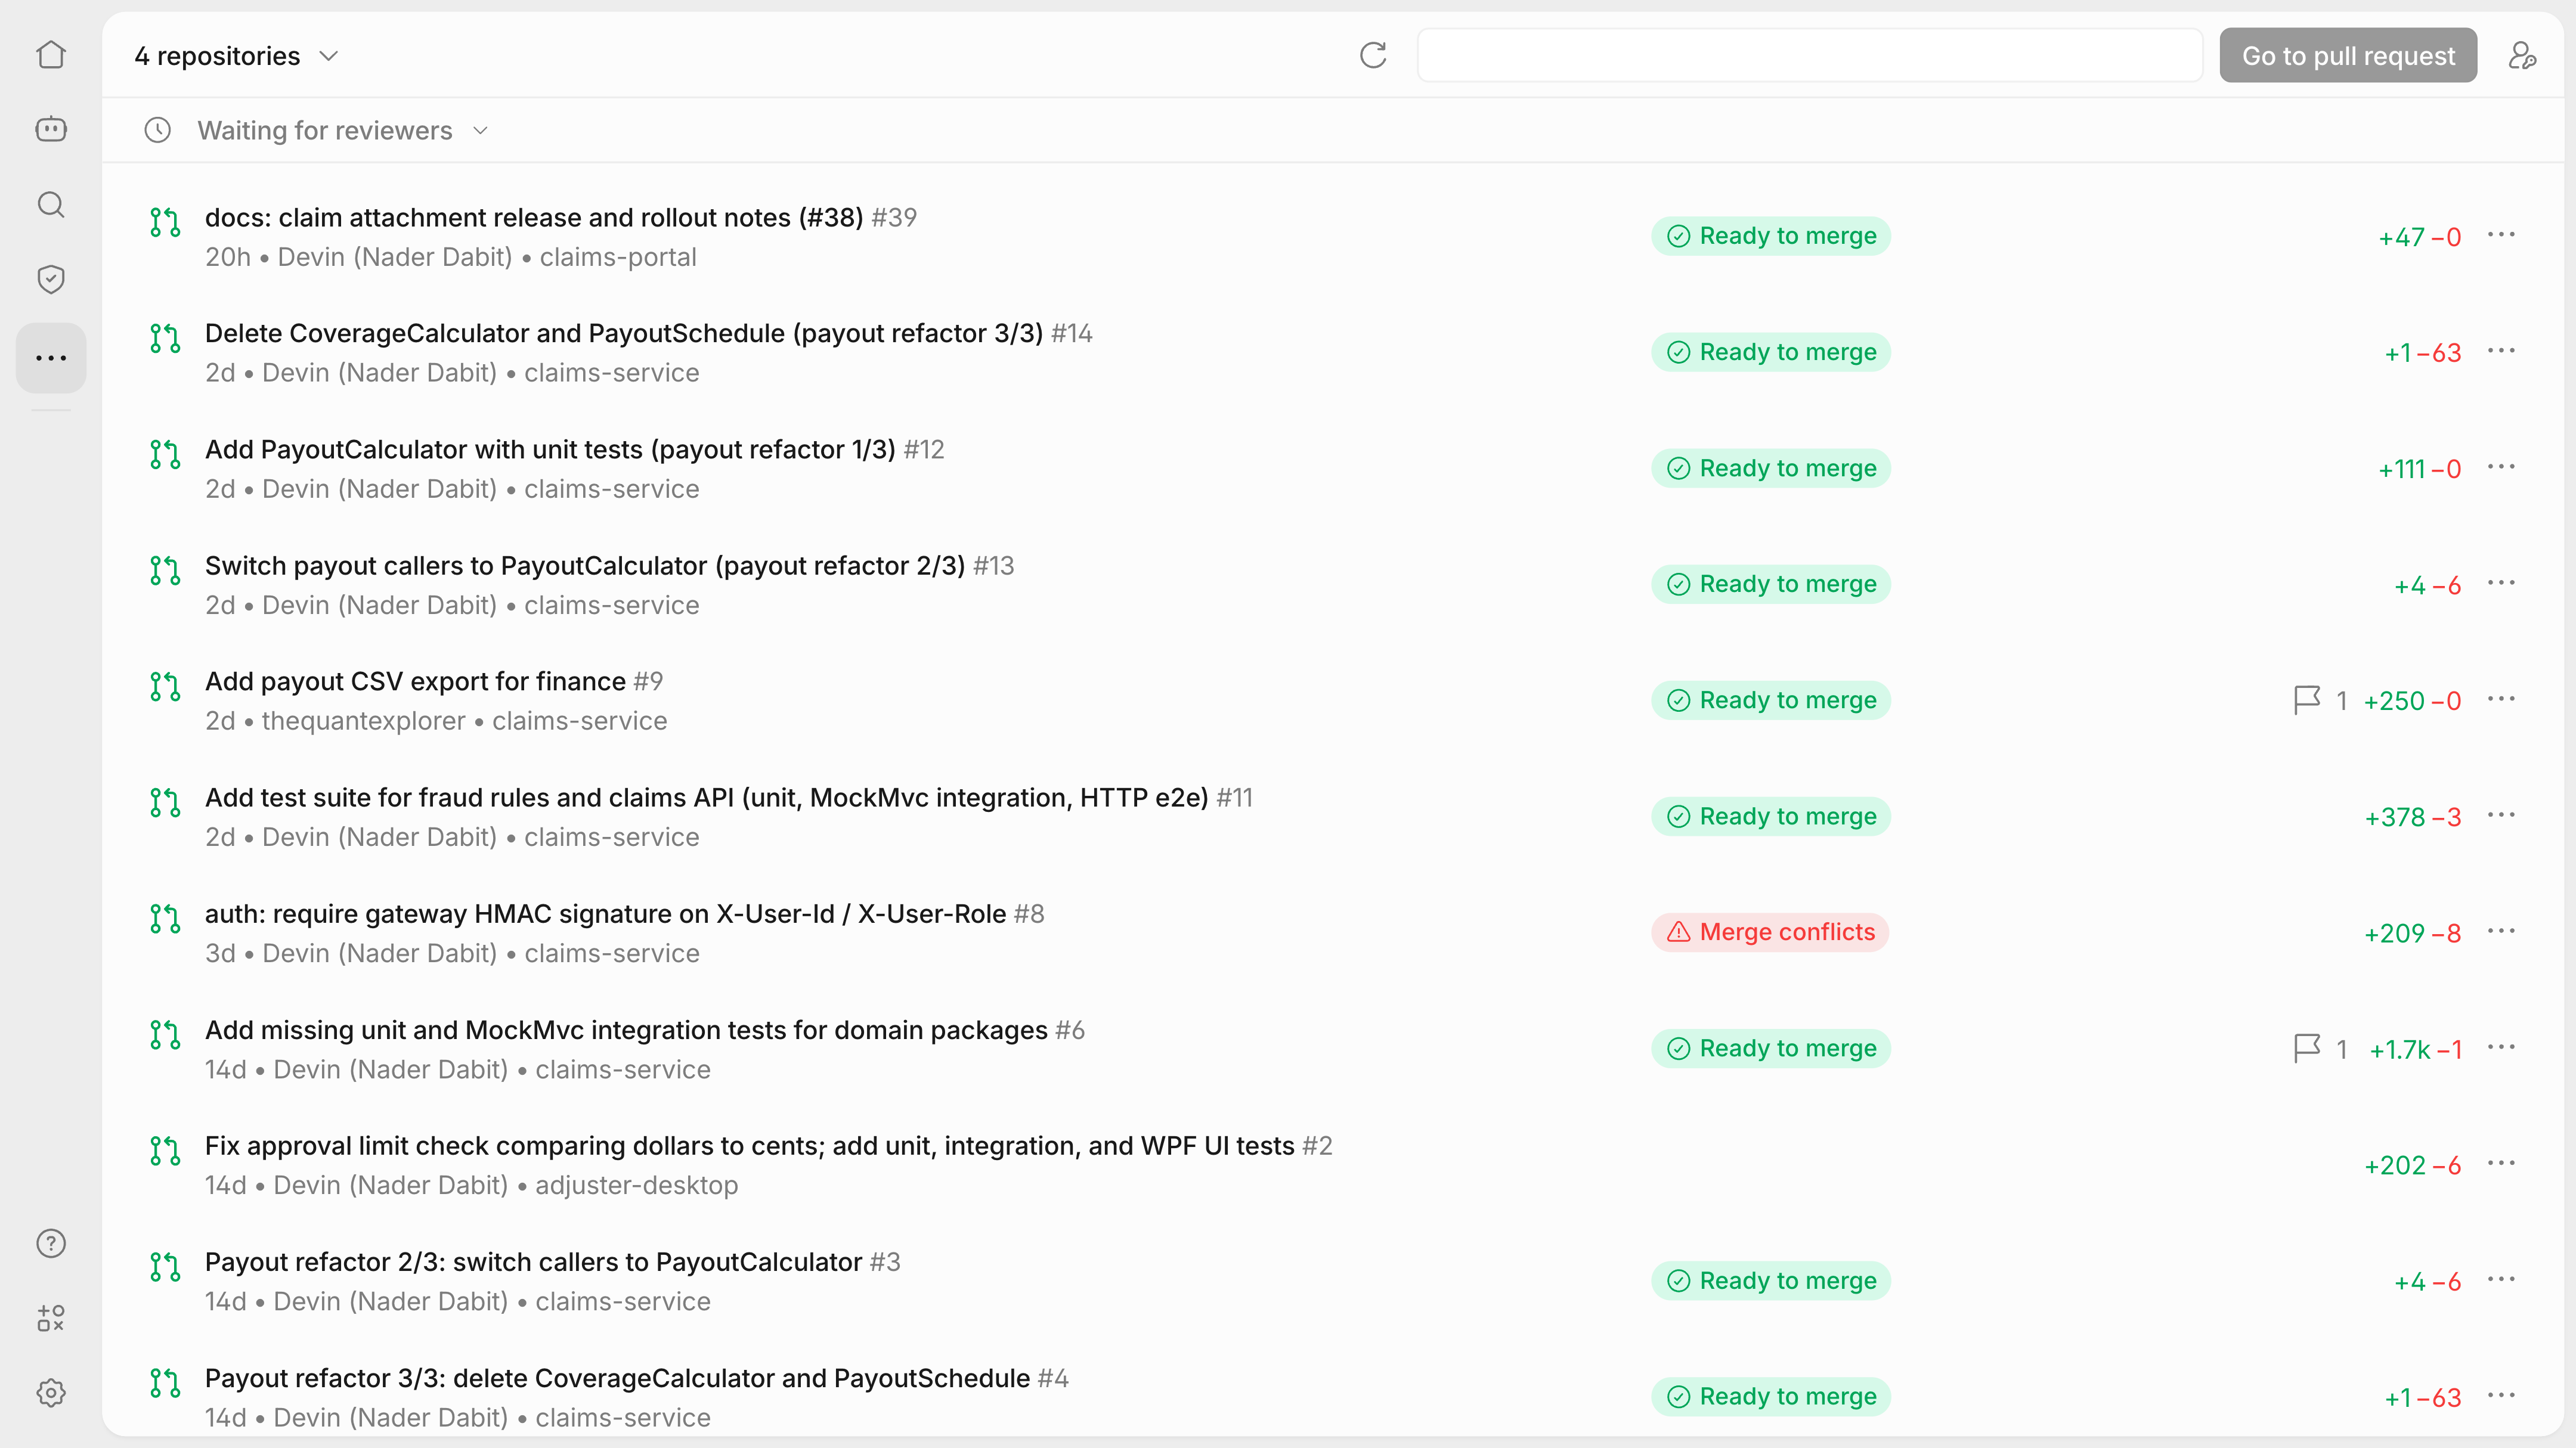 4 repositories
Go to pull request
Waiting for reviewers
docs: claim attachment release and rollout notes (#38) #39
20h • Devin (Nader Dabit) • claims-portal
Ready to merge
+47 −0
Delete CoverageCalculator and PayoutSchedule (payout refactor 3/3) #14
2d • Devin (Nader Dabit) • claims-service
Ready to merge
+1 −63
Add PayoutCalculator with unit tests (payout refactor 1/3) #12
2d • Devin (Nader Dabit) • claims-service
Ready to merge
+111 −0
Switch payout callers to PayoutCalculator (payout refactor 2/3) #13
2d • Devin (Nader Dabit) • claims-service
Ready to merge
+4 −6
Add payout CSV export for finance #9
2d • thequantexplorer • claims-service
Ready to merge
1 +250 −0
Add test suite for fraud rules and claims API (unit, MockMvc integration, HTTP e2e) #11
2d • Devin (Nader Dabit) • claims-service
Ready to merge
+378 −3
auth: require gateway HMAC signature on X-User-Id / X-User-Role #8
3d • Devin (Nader Dabit) • claims-service
Merge conflicts
+209 −8
Add missing unit and MockMvc integration tests for domain packages #6
14d • Devin (Nader Dabit) • claims-service
Ready to merge
1 +1.7k −1
Fix approval limit check comparing dollars to cents; add unit, integration, and WPF UI tests #2
14d • Devin (Nader Dabit) • adjuster-desktop
+202 −6
Payout refactor 2/3: switch callers to PayoutCalculator #3
14d • Devin (Nader Dabit) • claims-service
Ready to merge
+4 −6
Payout refactor 3/3: delete CoverageCalculator and PayoutSchedule #4
14d • Devin (Nader Dabit) • claims-service
Ready to merge
+1 −63